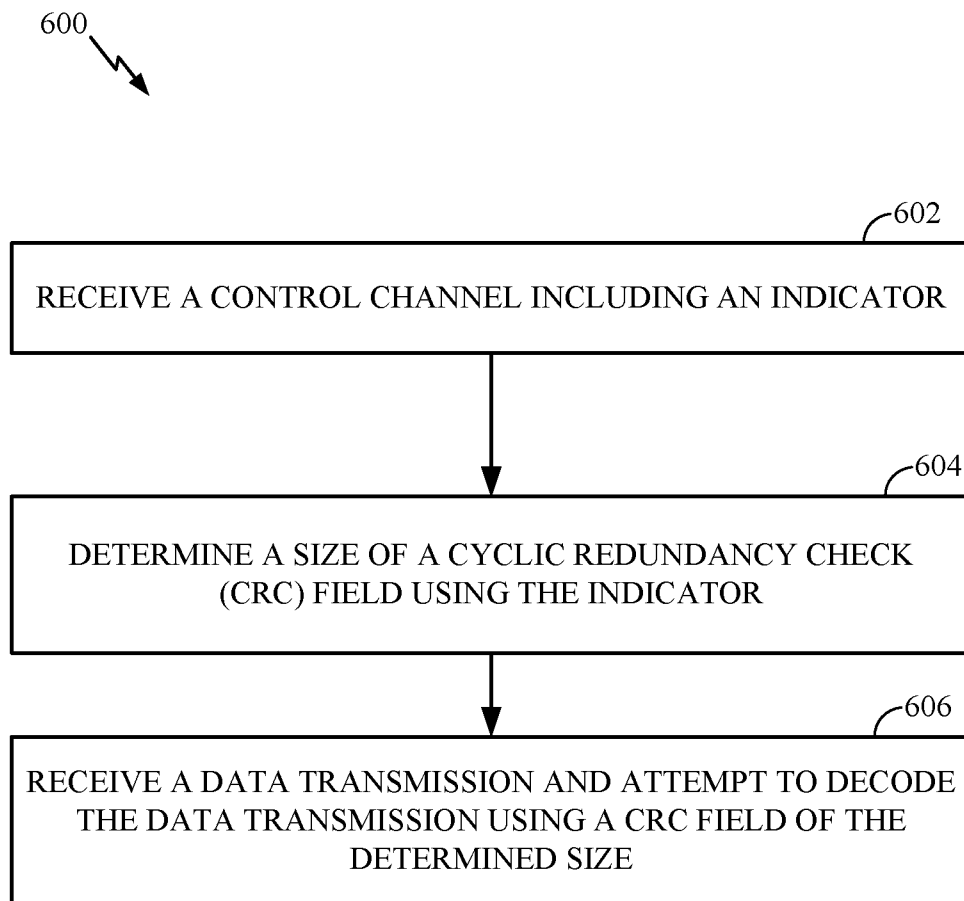 600
602
RECEIVE A CONTROL CHANNEL INCLUDING AN INDICATOR
604
DETERMINE A SIZE OF A CYCLIC REDUNDANCY CHECK
(CRC) FIELD USING THE INDICATOR
606
RECEIVE A DATA TRANSMISSION AND ATTEMPT TO DECODE
THE DATA TRANSMISSION USING A CRC FIELD OF THE
DETERMINED SIZE